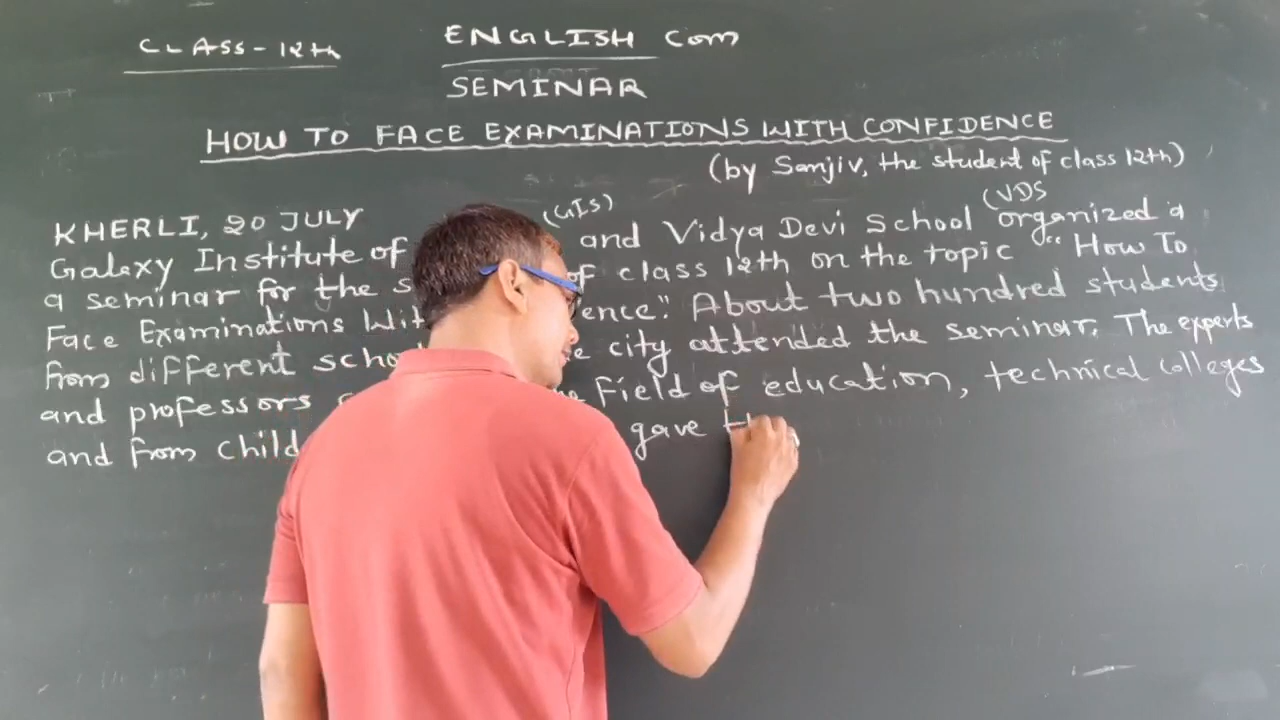 CLASS-12th ENGLISH Com
SEMINAR
HOW TO FACE EXAMINATIONS WITH CONFIDENCE
(by Sanjiv, the student of class 12th)
KHERLI, 20 JULY
(GIS) (VDS
Galaxy Institute of and Vidya Devi School organized a
a seminar for the s of class 12th on the topic "How To
Face Examinations Wit ence". About two hundred students
from different scho e city attended the seminar. The experts
and professors field of education, technical colleges
and from child gave